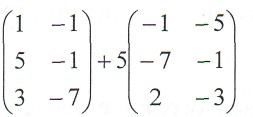 (1 -1) + 5(-1 -5)
(5 -1) (-7 -1)
(3 -7) (2 -3)